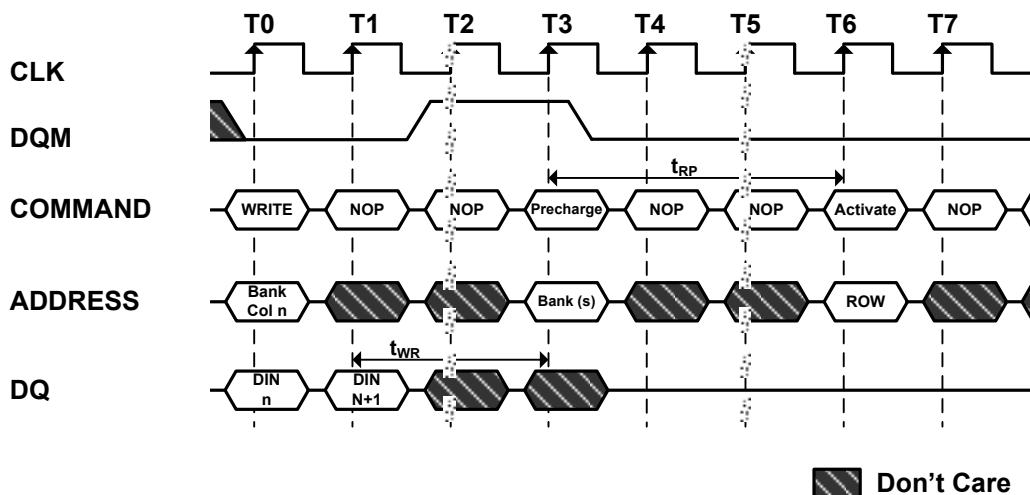 T0 T1 T2 T3 T4 T5 T6 T7
CLK
DQM
tRP
COMMAND WRITE NOP NOP Precharge NOP NOP Activate NOP
ADDRESS Bank Col n Bank (s) ROW
tWR
DQ DIN n DIN N+1
Don't Care